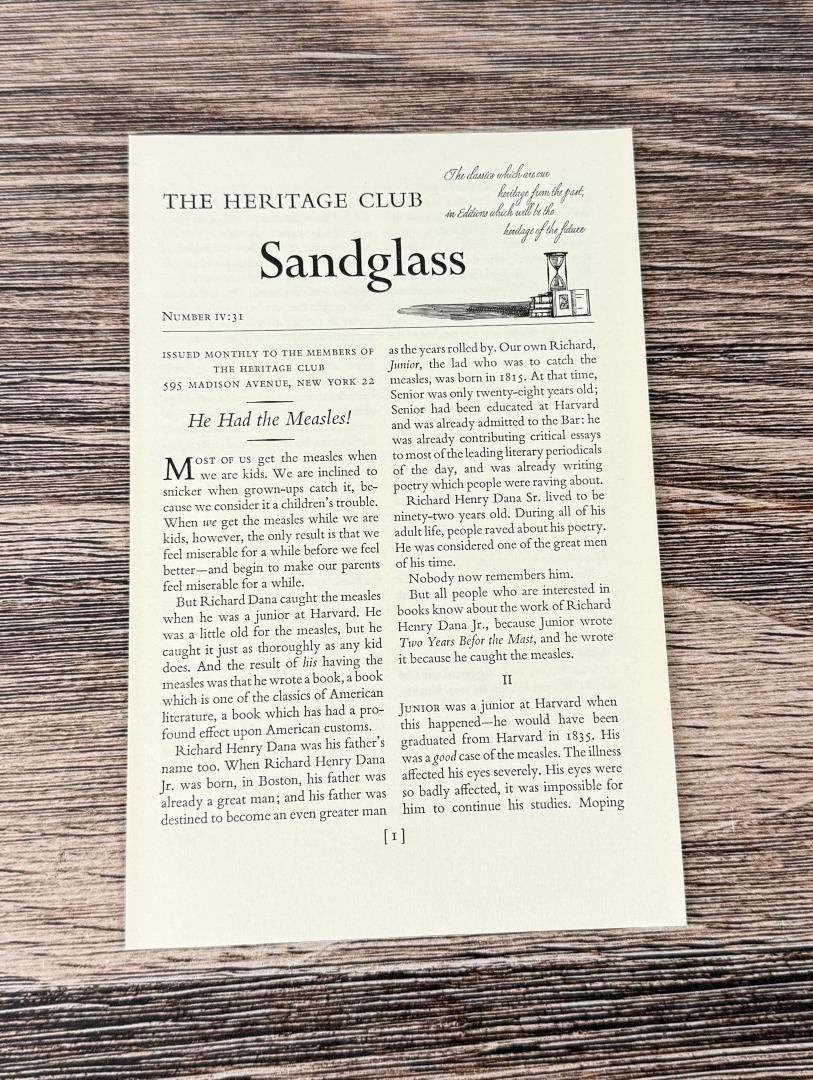 THE HERITAGE CLUB
The classics which are our
heritage from the past,
in Editions which will be the
heritage of the future
Sandglass
NUMBER IV:31
ISSUED MONTHLY TO THE MEMBERS OF
THE HERITAGE CLUB
595 MADISON AVENUE, NEW YORK 22
He Had the Measles!
MOST OF US get the measles when
we are kids. We are inclined to
snicker when grown-ups catch it, be-
cause we consider it a children's trouble.
When we get the measles while we are
kids, however, the only result is that we
feel miserable for a while before we feel
better—and begin to make our parents
feel miserable for a while.
But Richard Dana caught the measles
when he was a junior at Harvard. He
was a little old for the measles, but he
caught it just as thoroughly as any kid
does. And the result of his having the
measles was that he wrote a book, a book
which is one of the classics of American
literature, a book which has had a pro-
found effect upon American customs.
Richard Henry Dana was his father's
name too. When Richard Henry Dana
Jr. was born, in Boston, his father was
already a great man; and his father was
destined to become an even greater man
as the years rolled by. Our own Richard,
Junior, the lad who was to catch the
measles, was born in 1815. At that time,
Senior was only twenty-eight years old;
Senior had been educated at Harvard
and was already admitted to the Bar: he
was already contributing critical essays
to most of the leading literary periodicals
of the day, and was already writing
poetry which people were raving about.
Richard Henry Dana Sr. lived to be
ninety-two years old. During all of his
adult life, people raved about his poetry.
He was considered one of the great men
of his time.
Nobody now remembers him.
But all people who are interested in
books know about the work of Richard
Henry Dana Jr., because Junior wrote
Two Years Befor the Mast, and he wrote
it because he caught the measles.
II
JUNIOR was a junior at Harvard when
this happened—he would have been
graduated from Harvard in 1835. His
was a good case of the measles. The illness
affected his eyes severely. His eyes were
so badly affected, it was impossible for
him to continue his studies. Moping
[1]